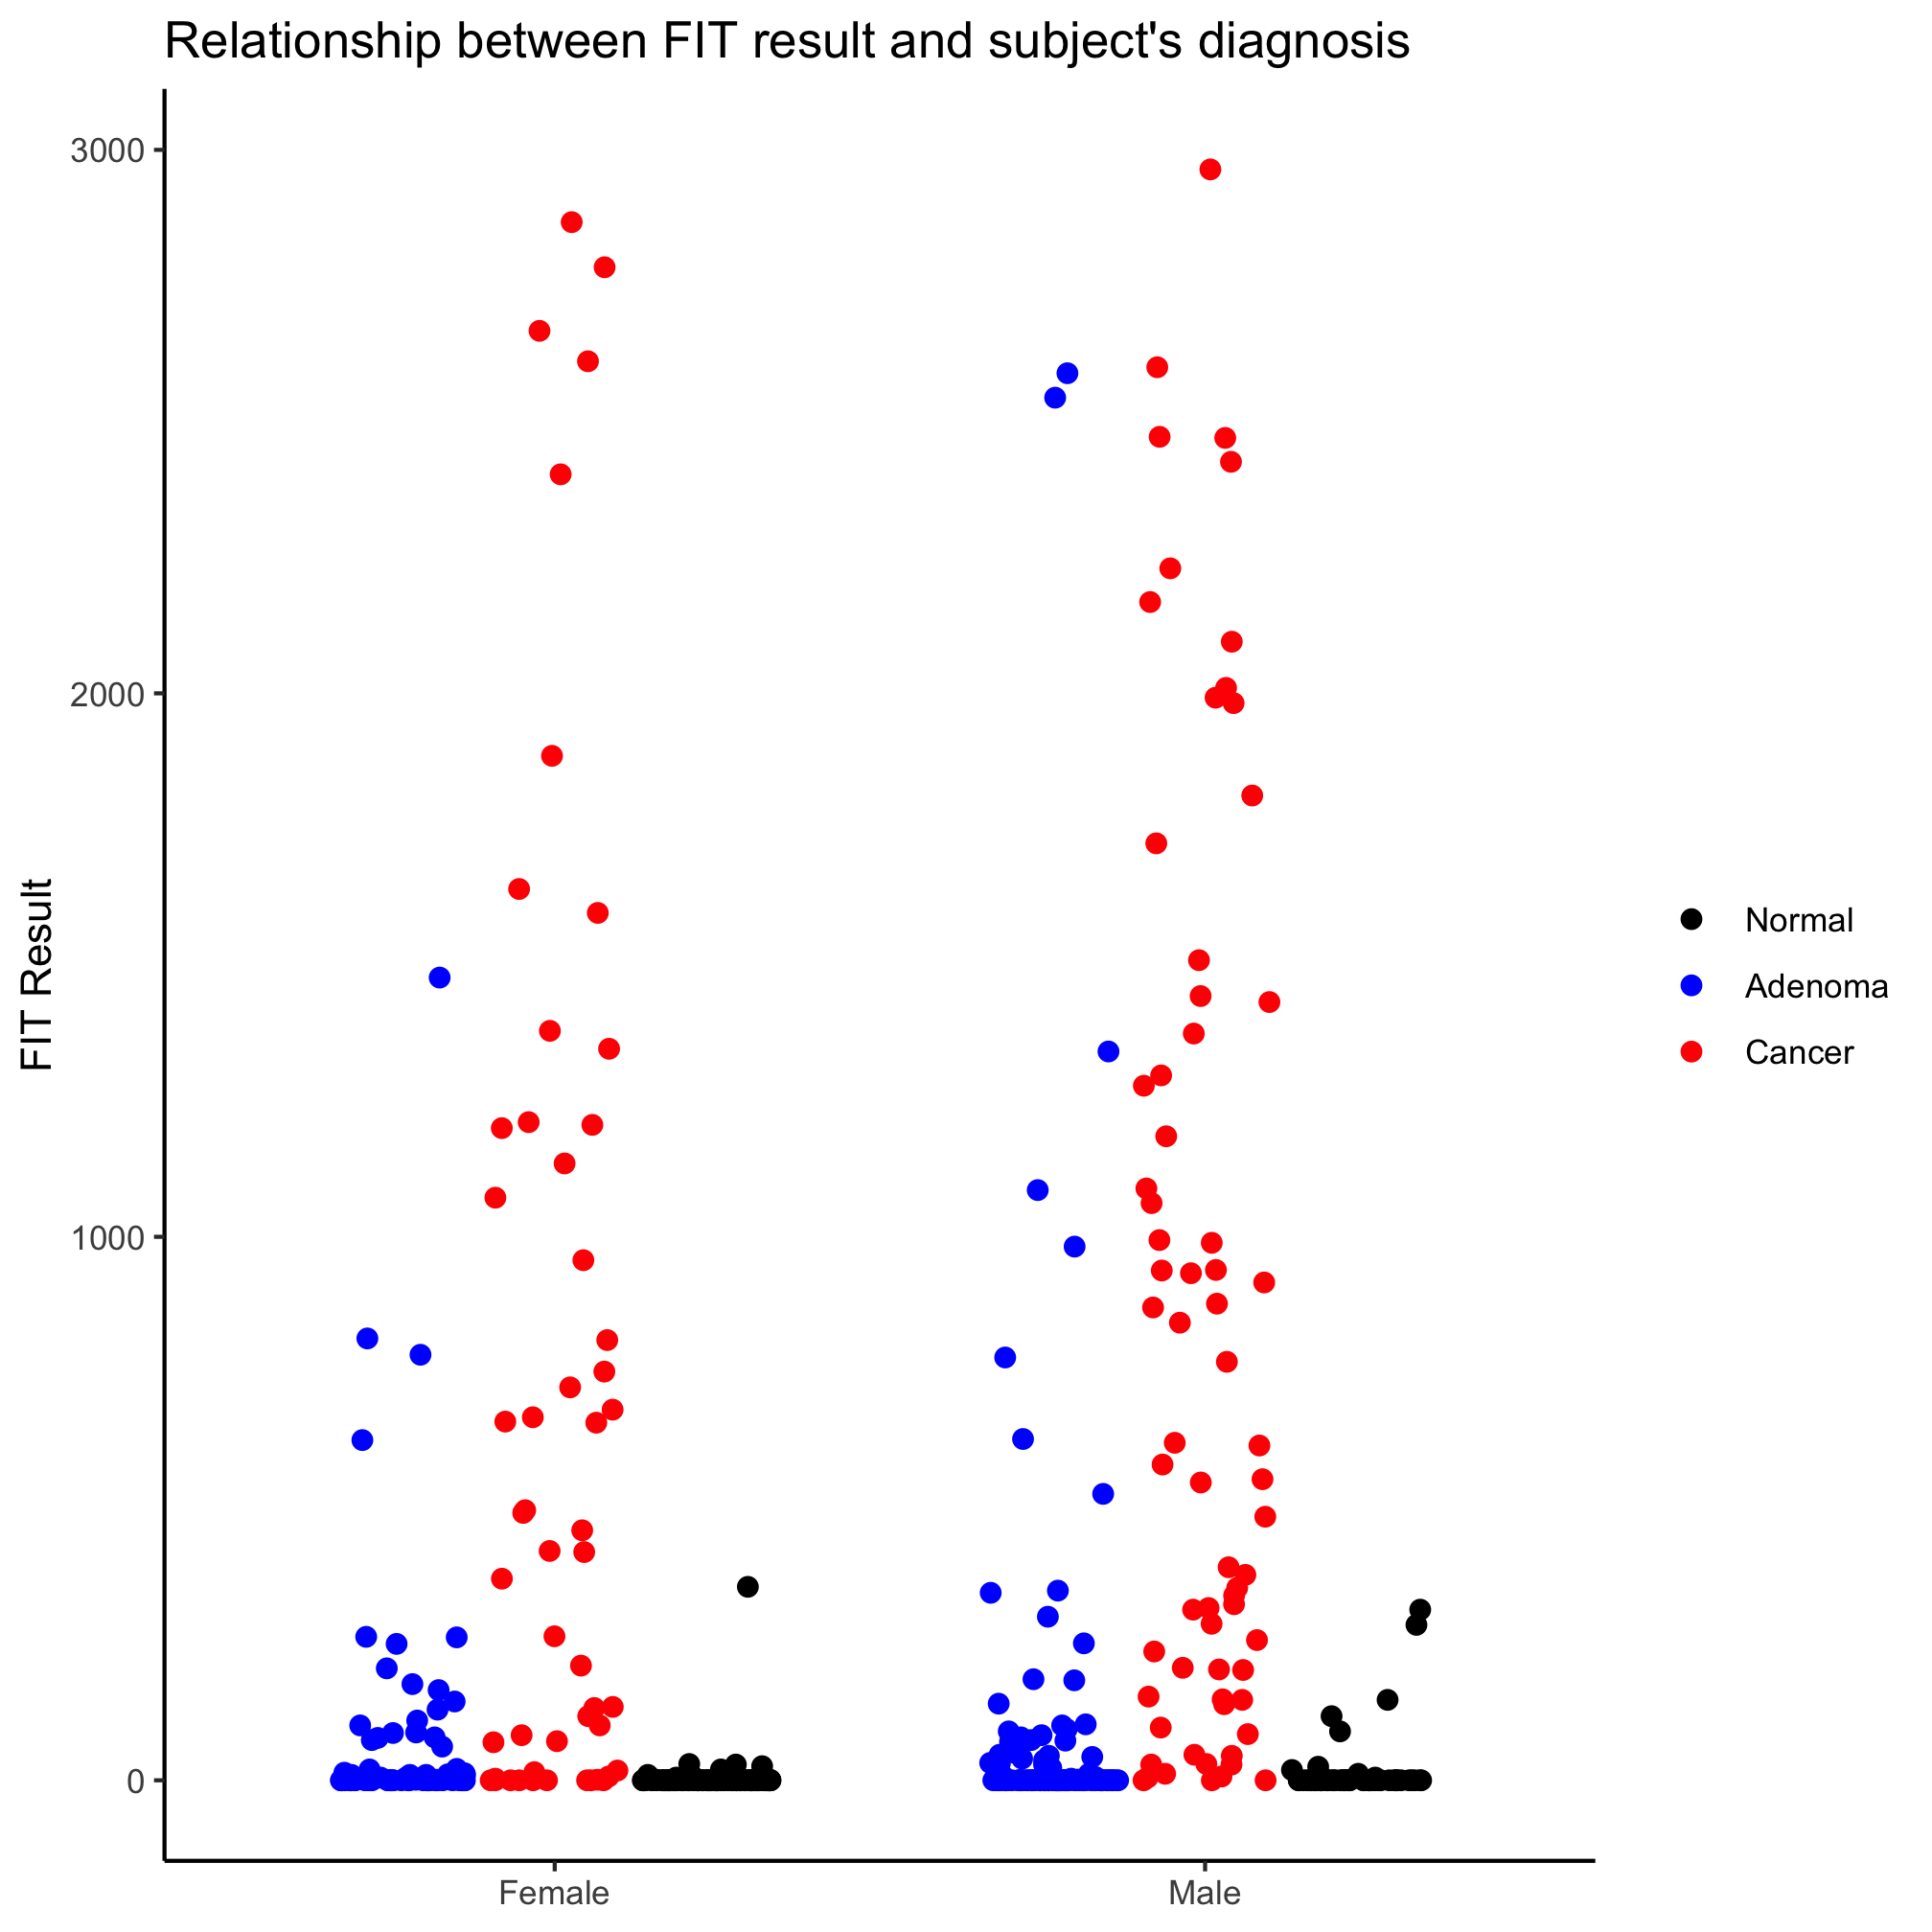 Relationship between FIT result and subject's diagnosis
3000
2000
1000
0
FIT Result
Female
Male
Normal
Adenoma
Cancer